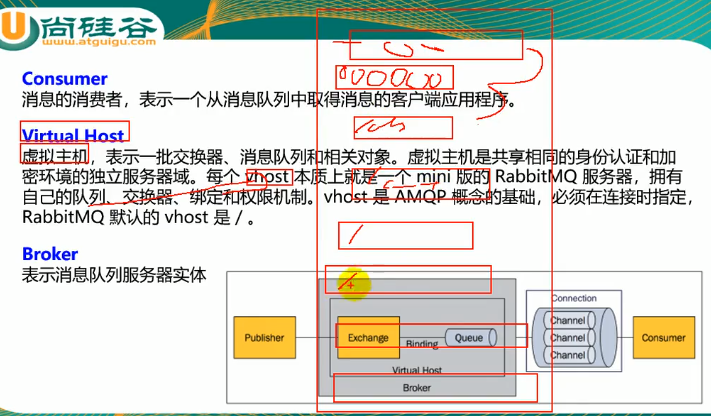 尚硅谷
www.atguigu.com
Consumer
消息的消费者，表示一个从消息队列中取得消息的客户端应用程序。
Virtual Host
虚拟主机，表示一批交换器、消息队列和相关对象。虚拟主机是共享相同的身份认证和加
密环境的独立服务器域。每个 vhost 本质上就是一个 mini 版的 RabbitMQ 服务器，拥有
自己的队列、交换器、绑定和权限机制。vhost 是 AMQP 概念的基础，必须在连接时指定，
RabbitMQ 默认的 vhost 是 / 。
Broker
表示消息队列服务器实体
Publisher
Exchange
Binding
Queue
Virtual Host
Broker
Connection
Channel
Channel
Channel
Consumer